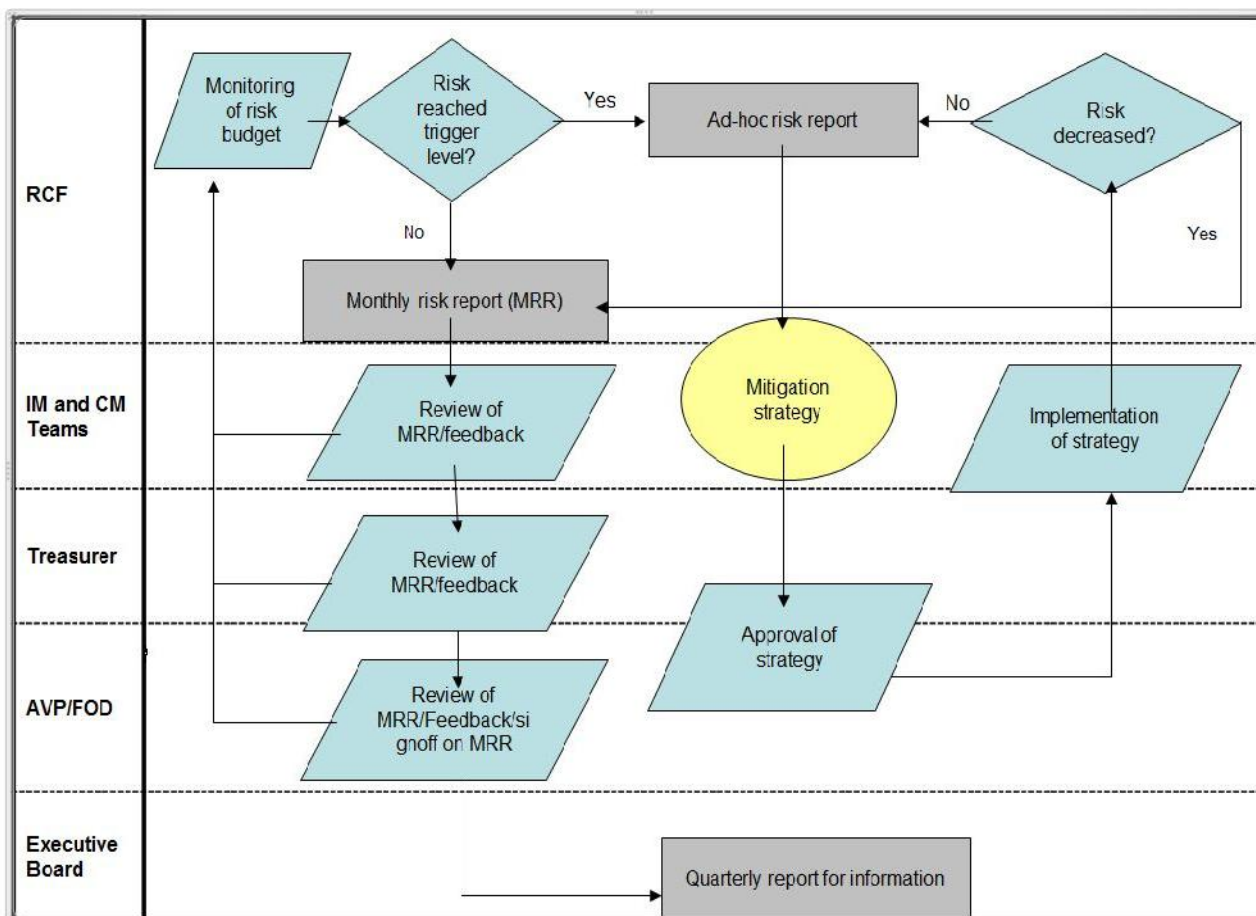 RCF
Monitoring
of risk
budget
Risk
reached
trigger
level?
Yes
Ad-hoc risk report
No
Risk
decreased?
No
Yes
Monthly risk report (MRR)
IM and CM
Teams
Review of
MRR/feedback
Mitigation
strategy
Implementation
of strategy
Treasurer
Review of
MRR/feedback
Approval of
strategy
AVP/FOD
Review of
MRR/Feedback/si
gnoff on MRR
Executive
Board
Quarterly report for information